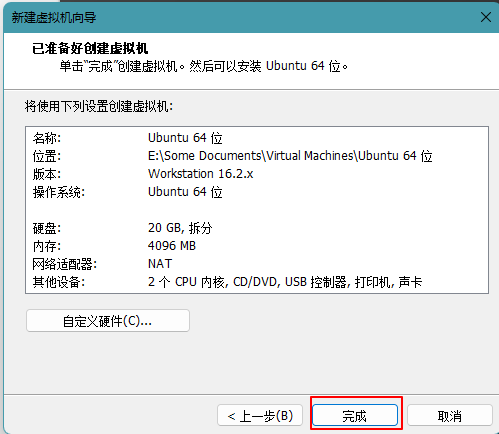 新建虚拟机向导
已准备好创建虚拟机
单击“完成”创建虚拟机。然后可以安装 Ubuntu 64 位。
将使用下列设置创建虚拟机:
名称: Ubuntu 64 位
位置: E:\Some Documents\Virtual Machines\Ubuntu 64 位
版本: Workstation 16.2.x
操作系统: Ubuntu 64 位
硬盘: 20 GB, 拆分
内存: 4096 MB
网络适配器: NAT
其他设备: 2 个 CPU 内核, CD/DVD, USB 控制器, 打印机, 声卡
自定义硬件(C)...
< 上一步(B) 完成 取消